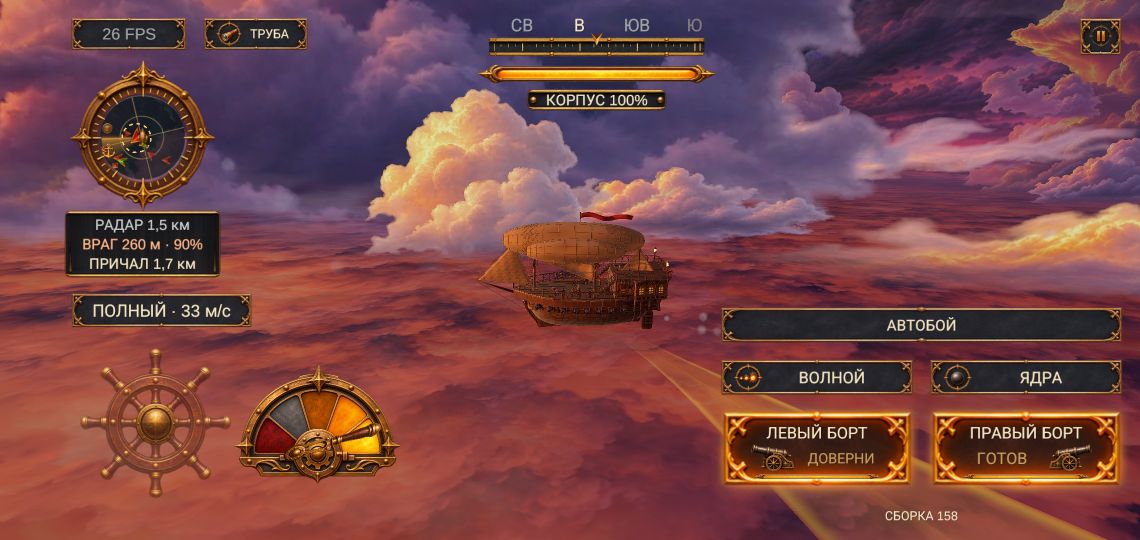 26 FPS
ТРУБА
СВ В ЮВ Ю
КОРПУС 100%
РАДАР 1,5 км
ВРАГ 260 м · 90%
ПРИЧАЛ 1,7 км
ПОЛНЫЙ · 33 м/с
АВТОБОЙ
ВОЛНОЙ
ЯДРА
ЛЕВЫЙ БОРТ
ДОВЕРНИ
ПРАВЫЙ БОРТ
ГОТОВ
СБОРКА 158